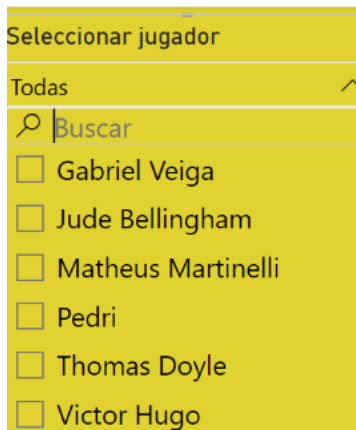 Seleccionar jugador
Todas
Buscar
Gabriel Veiga
Jude Bellingham
Matheus Martinelli
Pedri
Thomas Doyle
Victor Hugo